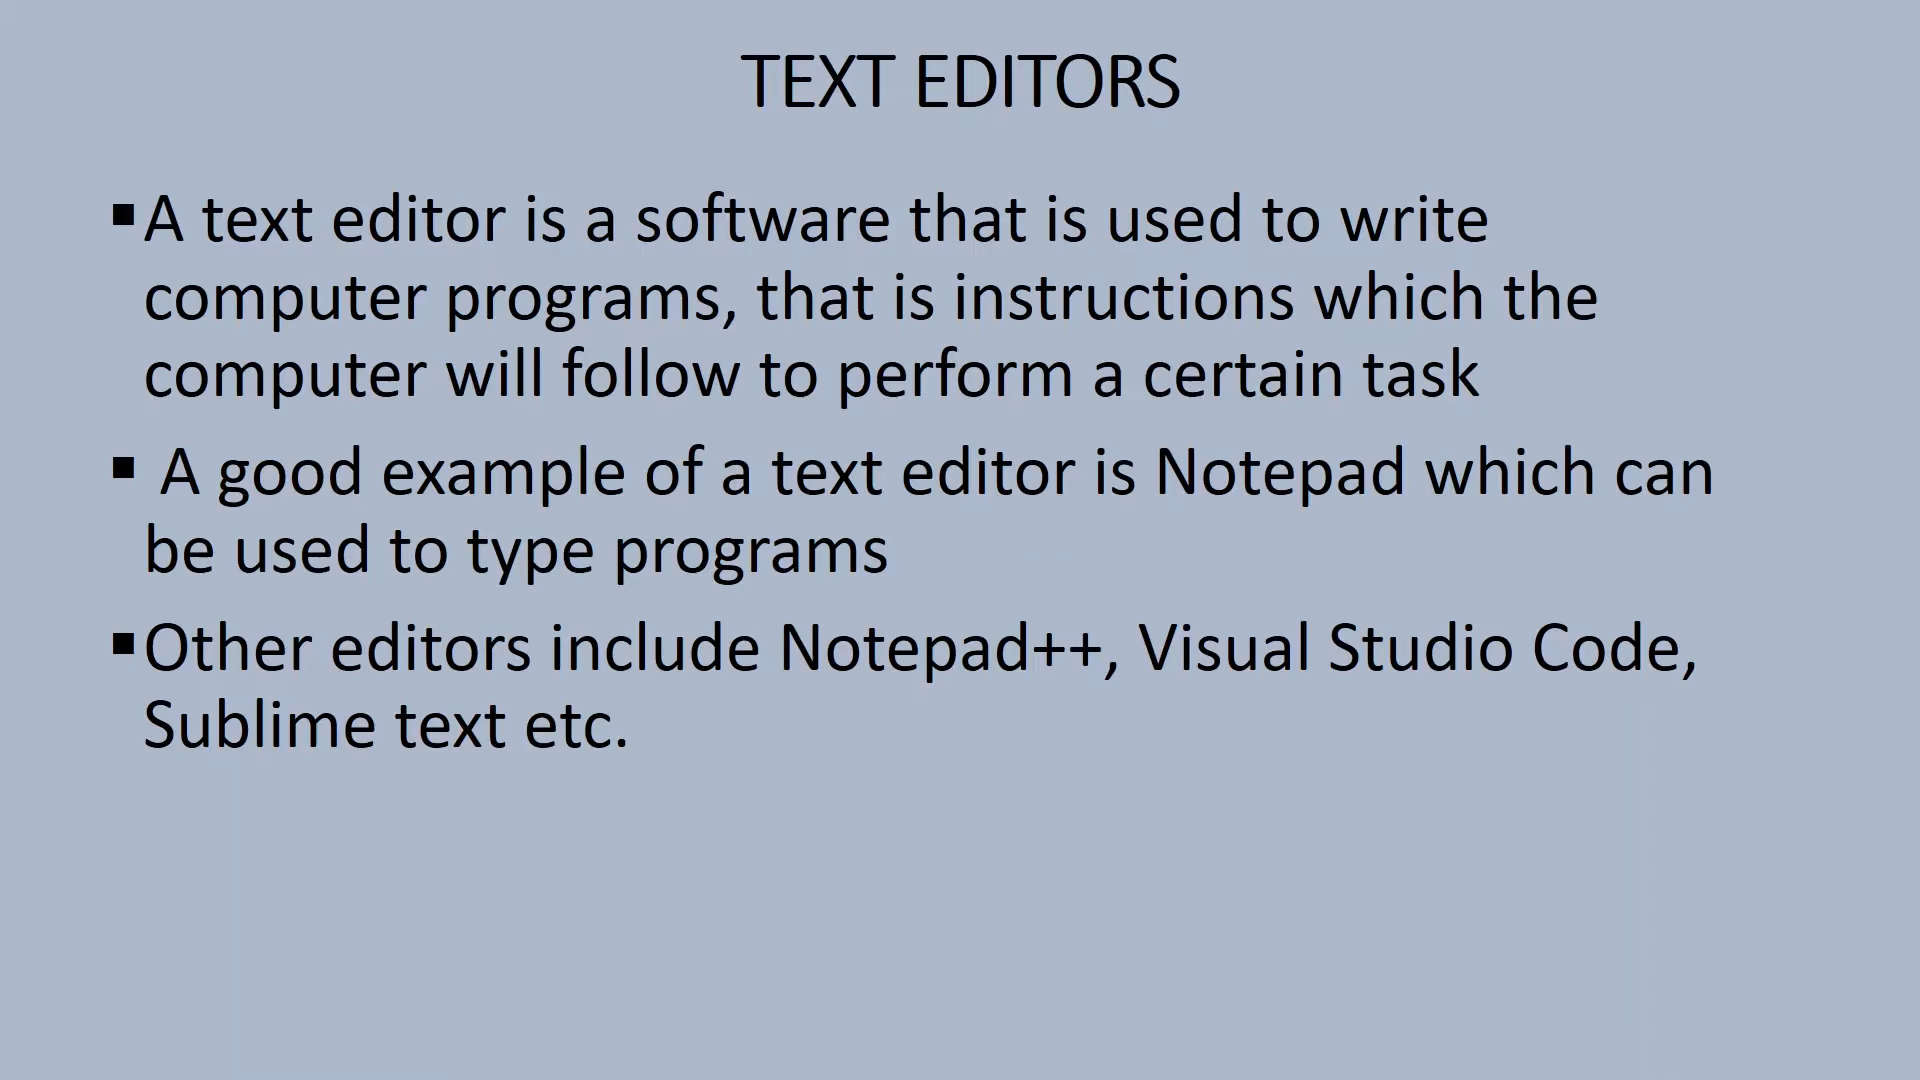 TEXT EDITORS
▪A text editor is a software that is used to write
computer programs, that is instructions which the
computer will follow to perform a certain task
▪ A good example of a text editor is Notepad which can
be used to type programs
▪Other editors include Notepad++, Visual Studio Code,
Sublime text etc.